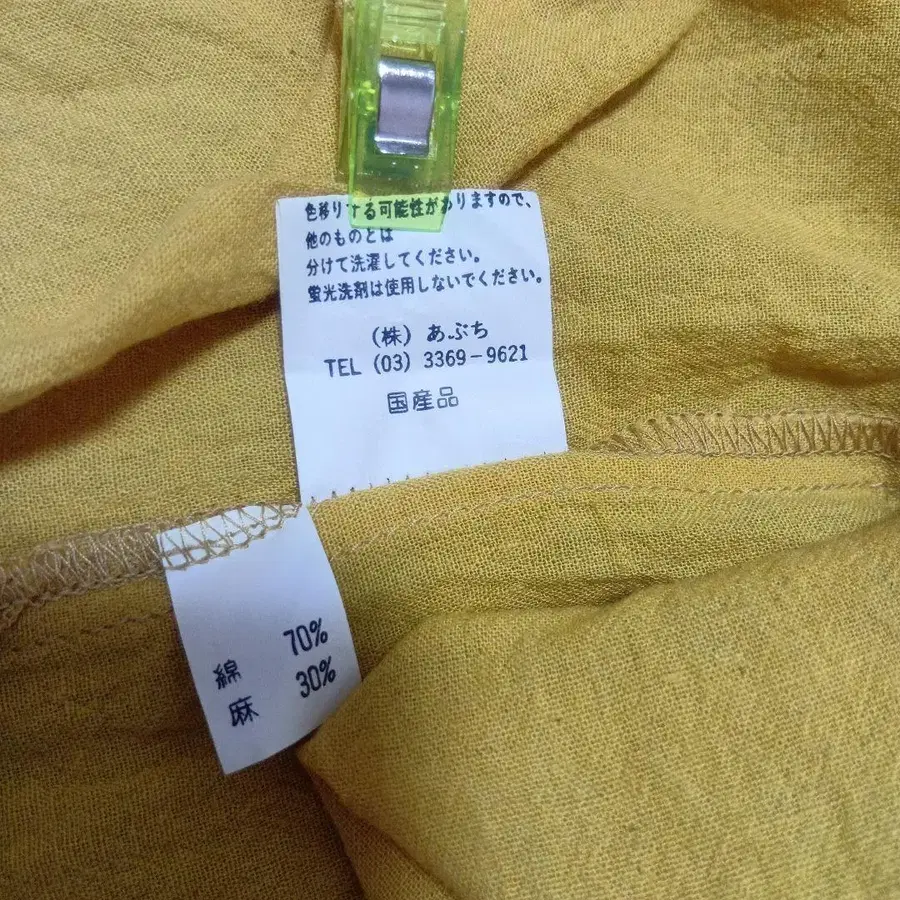 色移りする可能性がありますので、
他のものとは
分けて洗濯してください。
蛍光洗剤は使用しないでください。
(株) あぶち
TEL (03) 3369-9621
国産品
綿 70%
麻 30%